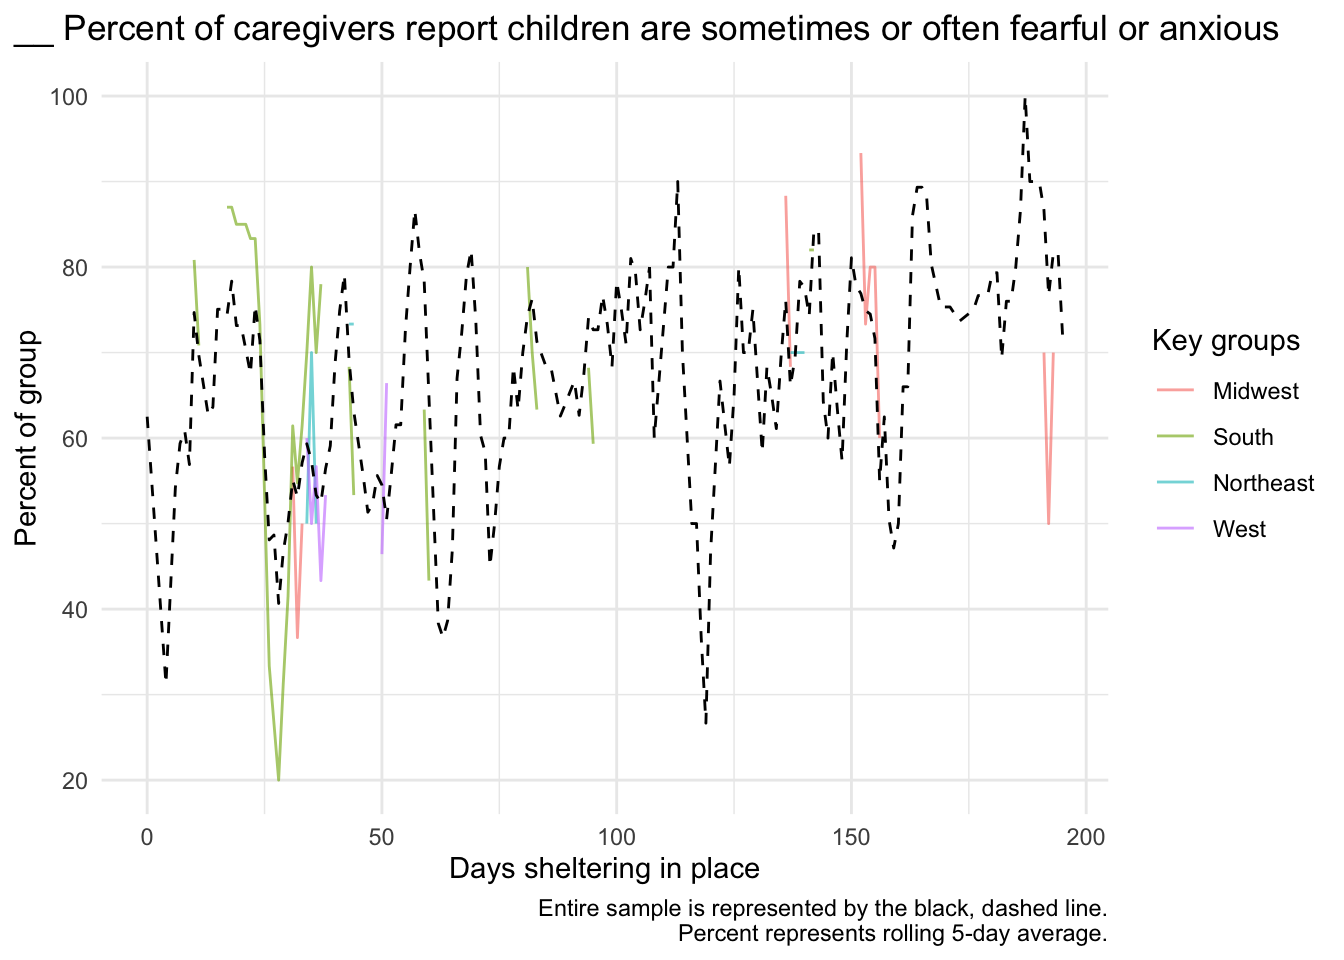 __ Percent of caregivers report children are sometimes or often fearful or anxious
100
80
60
40
20
Percent of group
0 50 100 150 200
Days sheltering in place
Key groups
Midwest
South
Northeast
West
Entire sample is represented by the black, dashed line.
Percent represents rolling 5-day average.